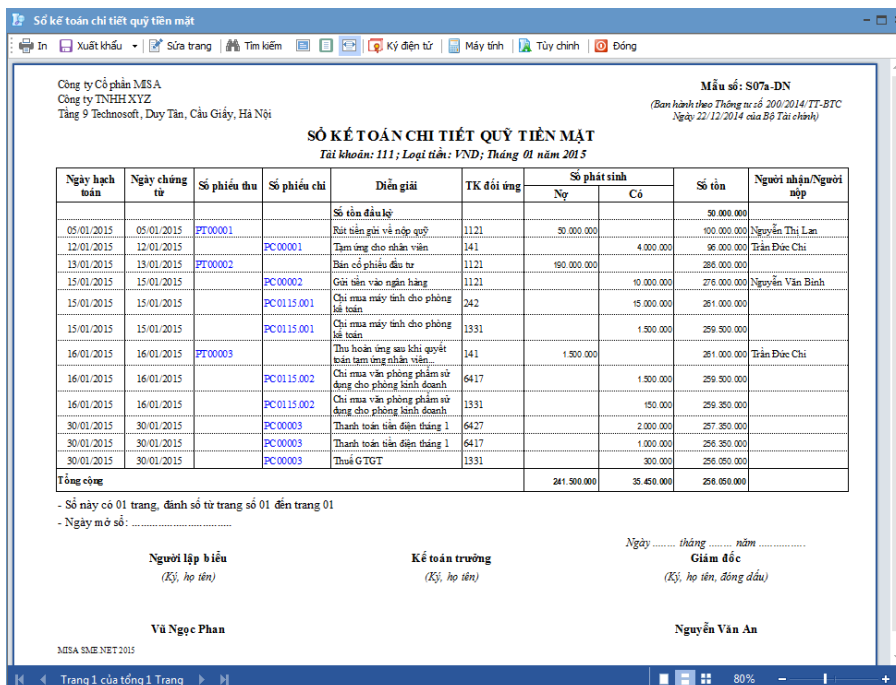 Sổ kế toán chi tiết quỹ tiền mặt
In Xuất khẩu Sửa trang Tìm kiếm Ký điện tử Máy tính Tùy chỉnh Đóng
Công ty Cổ phần MISA
Công ty TNHH XYZ
Tầng 9 Technosoft, Duy Tân, Cầu Giấy, Hà Nội
Mẫu số: S07a-DN
(Ban hành theo Thông tư số 200/2014/TT-BTC
Ngày 22/12/2014 của Bộ Tài chính)
SỔ KẾ TOÁN CHI TIẾT QUỸ TIỀN MẶT
Tài khoản: 111; Loại tiền: VND; Tháng 01 năm 2015
Ngày hạch toán Ngày chứng từ Số phiếu thu Số phiếu chi Diễn giải TK đối ứng Số phát sinh Số tồn Người nhận/Người nộp
Nợ Có
Số tồn đầu kỳ 50.000.000
05/01/2015 05/01/2015 PT00001 Rút tiền gửi về nộp quỹ 1121 50.000.000 100.000.000 Nguyễn Thị Lan
12/01/2015 12/01/2015 PC00001 Tạm ứng cho nhân viên 141 4.000.000 96.000.000 Trần Đức Chi
13/01/2015 13/01/2015 PT00002 Bán cổ phiếu đầu tư 1121 190.000.000 286.000.000
15/01/2015 15/01/2015 PC00002 Gửi tiền vào ngân hàng 1121 10.000.000 276.000.000 Nguyễn Văn Bình
15/01/2015 15/01/2015 PC0115.001 Chi mua máy tính cho phòng kế toán 242 15.000.000 261.000.000
15/01/2015 15/01/2015 PC0115.001 Chi mua máy tính cho phòng kế toán 1331 1.500.000 259.500.000
16/01/2015 16/01/2015 PT00003 Thu hoàn ứng sau khi quyết toán tạm ứng nhân viên... 141 1.500.000 261.000.000 Trần Đức Chi
16/01/2015 16/01/2015 PC0115.002 Chi mua văn phòng phẩm sử dụng cho phòng kinh doanh 6417 1.500.000 259.500.000
16/01/2015 16/01/2015 PC0115.002 Chi mua văn phòng phẩm sử dụng cho phòng kinh doanh 1331 150.000 259.350.000
30/01/2015 30/01/2015 PC00003 Thanh toán tiền điện tháng 1 6427 2.000.000 257.350.000
30/01/2015 30/01/2015 PC00003 Thanh toán tiền điện tháng 1 6417 1.000.000 256.350.000
30/01/2015 30/01/2015 PC00003 Thuế GTGT 1331 300.000 256.050.000
Tổng cộng 241.500.000 35.450.000 256.050.000
- Sổ này có 01 trang, đánh số từ trang số 01 đến trang 01
- Ngày mở sổ: .................................
Ngày ........ tháng ........ năm ................
Người lập biểu Kế toán trưởng Giám đốc
(Ký, họ tên) (Ký, họ tên) (Ký, họ tên, đóng dấu)
Vũ Ngọc Phan Nguyễn Văn An
MISA SME.NET 2015
Trang 1 của tổng 1 Trang 80%